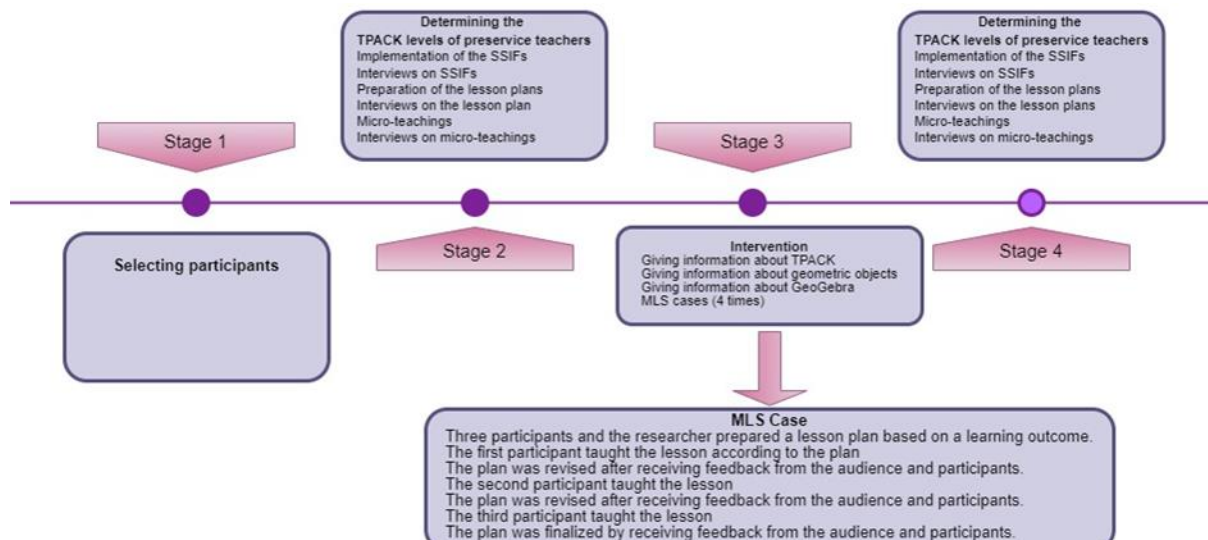 Determining the
TPACK levels of preservice teachers
Implementation of the SSIFs
Interviews on SSIFs
Preparation of the lesson plans
Interviews on the lesson plan
Micro-teachings
Interviews on micro-teachings
Determining the
TPACK levels of preservice teachers
Implementation of the SSIFs
Interviews on SSIFs
Preparation of the lesson plans
Interviews on the lesson plans
Micro-teachings
Interviews on micro-teachings
Stage 1
Stage 3
Selecting participants
Stage 2
Intervention
Giving information about TPACK
Giving information about geometric objects
Giving information about GeoGebra
MLS cases (4 times)
Stage 4
MLS Case
Three participants and the researcher prepared a lesson plan based on a learning outcome.
The first participant taught the lesson according to the plan
The plan was revised after receiving feedback from the audience and participants.
The second participant taught the lesson
The plan was revised after receiving feedback from the audience and participants.
The third participant taught the lesson
The plan was finalized by receiving feedback from the audience and participants.